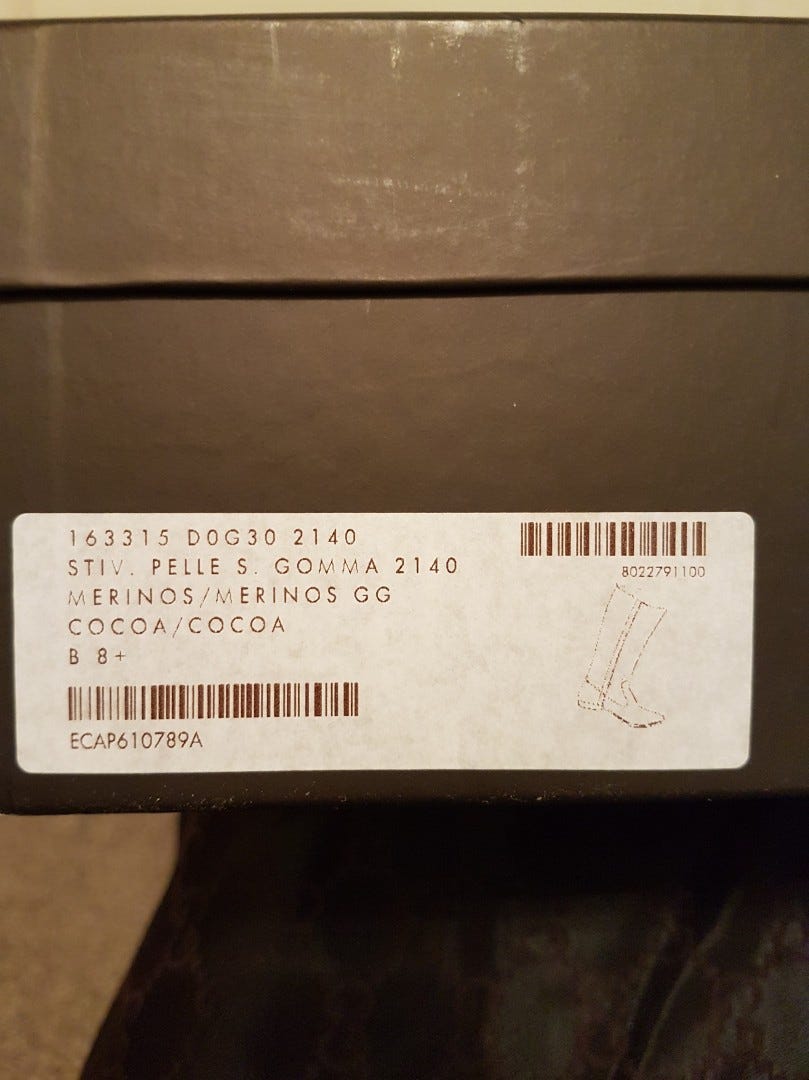 163315 D0G30 2140
STIV. PELLE S. GOMMA 2140
MERINOS/MERINOS GG
COCOA/COCOA
B 8+
ECAP610789A
8022791100